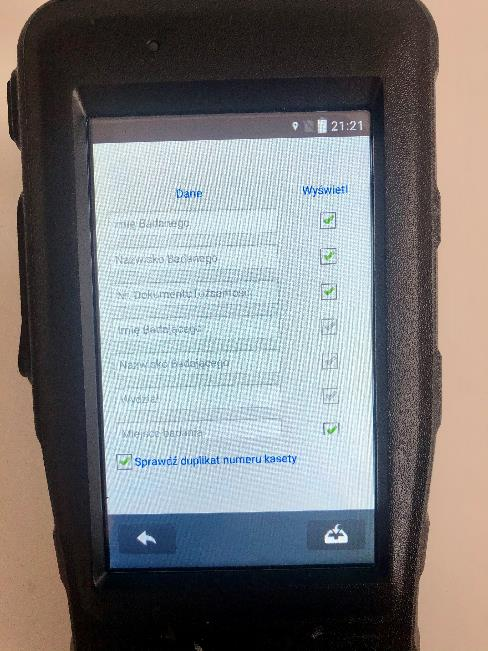 21:21
Dane Wyświetl
Imię Badanego
Nazwisko Badanego
Nr. Dokumentu Tożsamości
Imię Badającego
Nazwisko Badającego
Wydział
Miejsce badania
Sprawdź duplikat numeru kasety